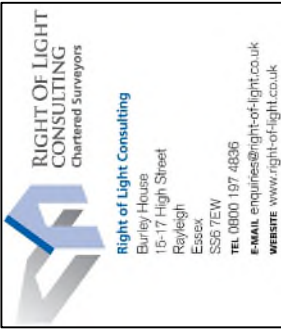 RIGHT OF LIGHT
CONSULTING
Chartered Surveyors
Right of Light Consulting
Burley House
15-17 High Street
Rayleigh
Essex
SS6 7EW
TEL 0800 197 4836
E-MAIL enquiries@right-of-light.co.uk
WEBSITE www.right-of-light.co.uk